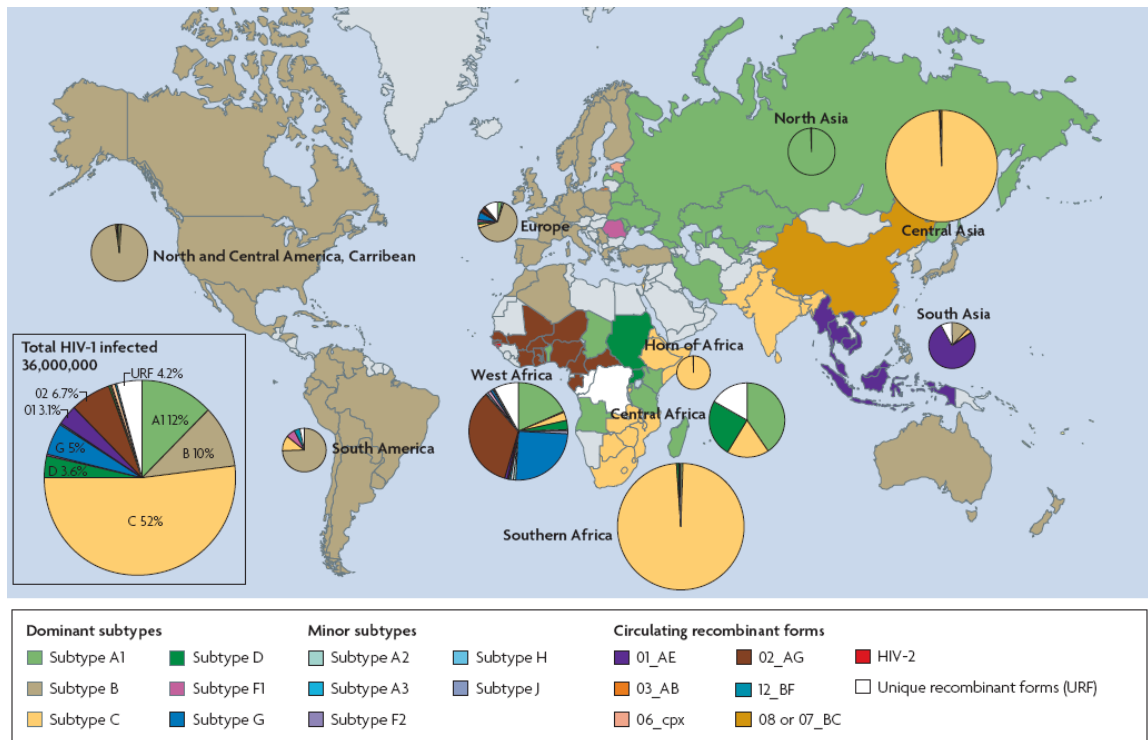 North Asia
Central Asia
Europe
North and Central America, Carribean
South Asia
Horn of Africa
West Africa
Central Africa
South America
Southern Africa
Total HIV-1 infected
36,000,000
URF 4.2%
02 6.7%
01 3.1%
A1 12%
G 5%
B 10%
D 3.6%
C 52%
Dominant subtypes
Subtype A1
Subtype B
Subtype C
Subtype D
Subtype F1
Subtype G
Minor subtypes
Subtype A2
Subtype A3
Subtype F2
Subtype H
Subtype J
Circulating recombinant forms
01_AE
03_AB
06_cpx
02_AG
12_BF
08 or 07_BC
HIV-2
Unique recombinant forms (URF)